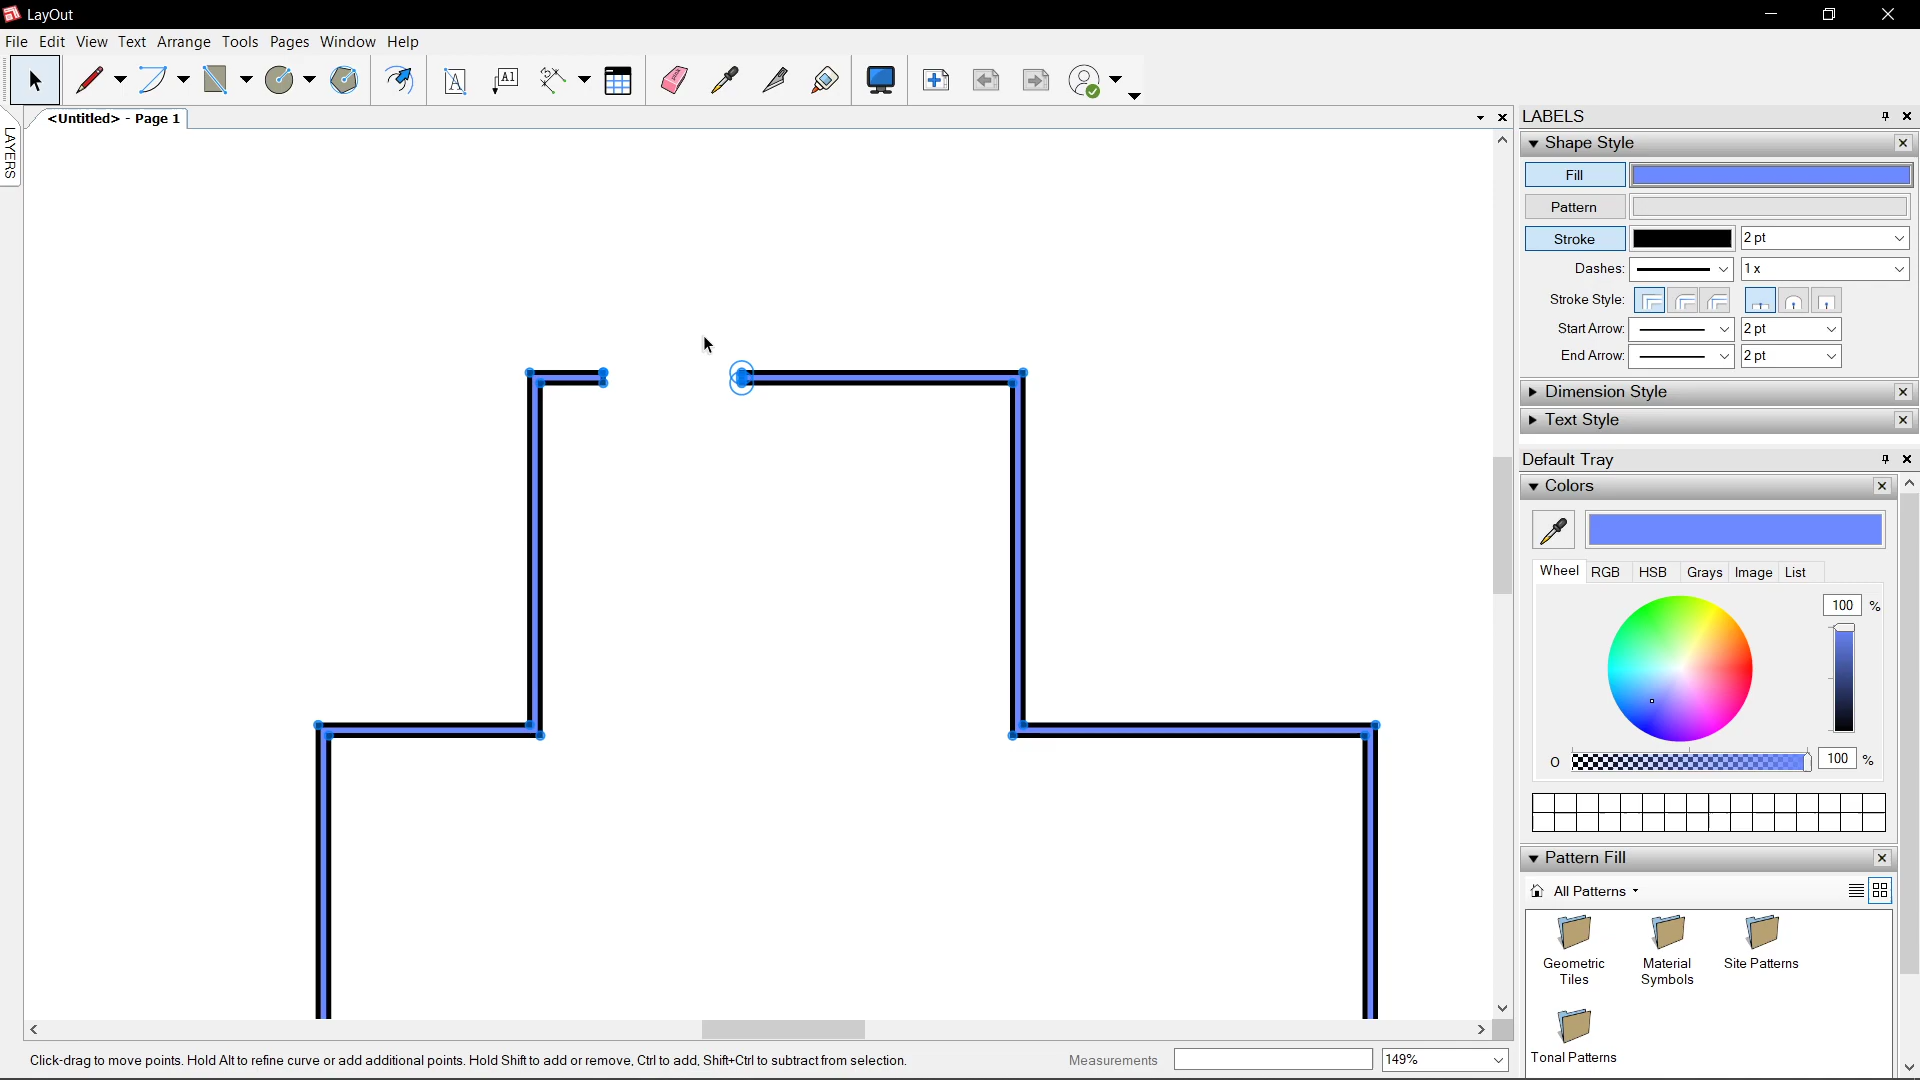 LayOut
File Edit View Text Arrange Tools Pages Window Help
A A1
<Untitled> - Page 1
LAYERS
LABELS
Shape Style
Fill
Pattern
Stroke 2 pt
Dashes: 1 x
Stroke Style:
Start Arrow: 2 pt
End Arrow: 2 pt
Dimension Style
Text Style
Default Tray
Colors
Wheel RGB HSB Grays Image List
100 %
O 100 %
Pattern Fill
All Patterns
Geometric Tiles
Material Symbols
Site Patterns
Tonal Patterns
Click-drag to move points. Hold Alt to refine curve or add additional points. Hold Shift to add or remove, Ctrl to add, Shift+Ctrl to subtract from selection.
Measurements 149%